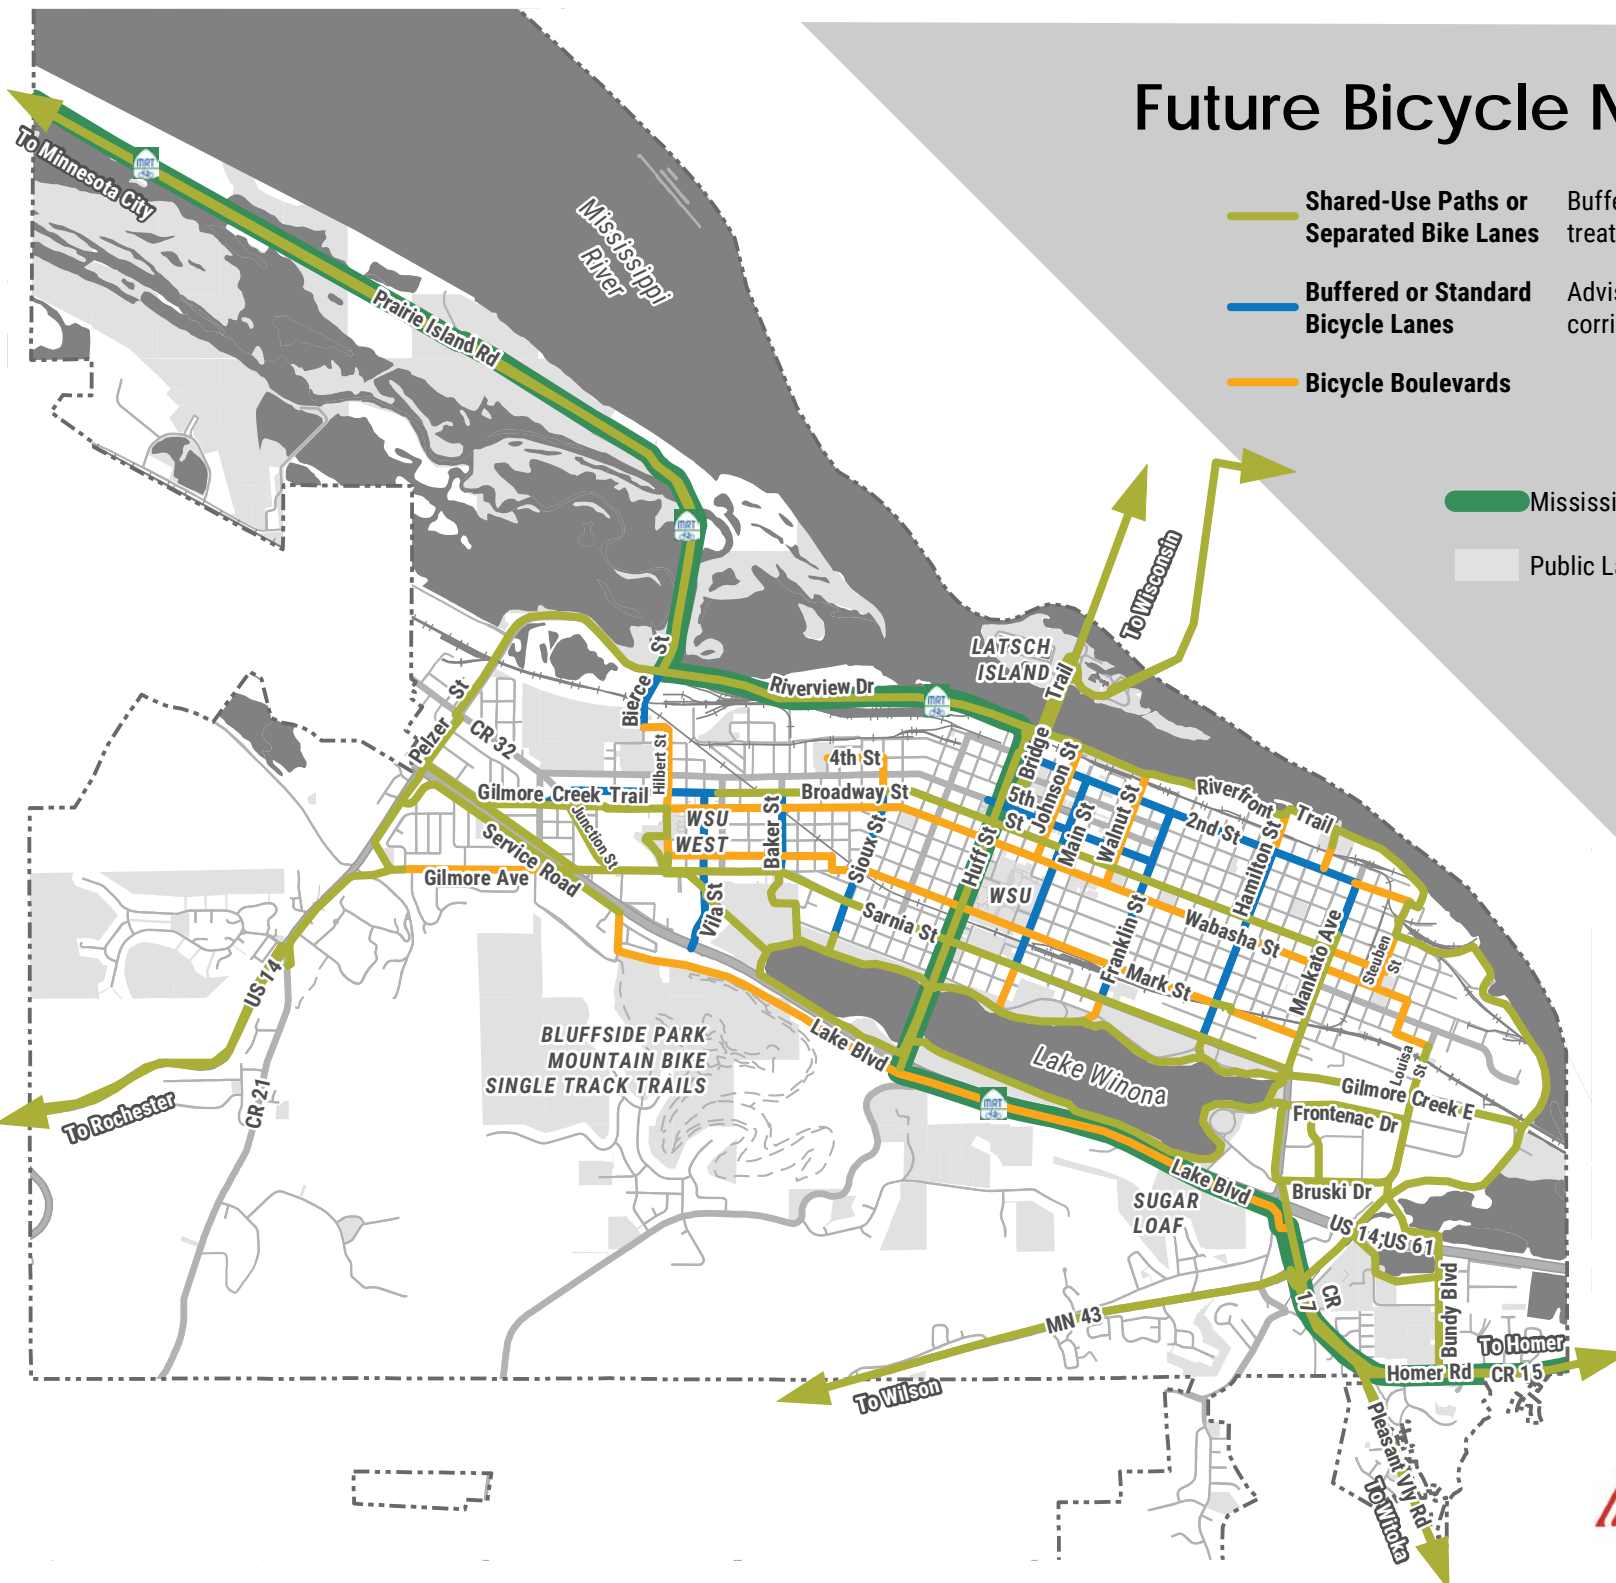 Future Bicycle N
Shared-Use Paths or
Separated Bike Lanes
Buffe
treat
Buffered or Standard
Bicycle Lanes
Advis
corri
Bicycle Boulevards
Mississi
Public La
To Minnesota City
MRT
Prairie Island Rd
Mississippi
River
MRT
To Wisconsin
LATSCH
ISLAND
Trail
Bridge
Riverview Dr
MRT
Bierce
St
Pelzer St
CR 32
Hilbert St
4th St
Gilmore Creek Trail
Broadway St
5th
St
Johnson St
Main St
Walnut St
Riverfront
Trail
2nd St
Hamilton St
Junction St
WSU
WEST
Baker St
Sioux St
Huff St
WSU
Service Road
Gilmore Ave
Vila St
Sarnia St
Franklin St
Wabasha St
Mankato Ave
Steuben
St
Mark St
US 14
BLUFFSIDE PARK
MOUNTAIN BIKE
SINGLE TRACK TRAILS
Lake Blvd
Lake Winona
Louisa
St
Gilmore Creek E
Frontenac Dr
To Rochester
CR 21
MRT
Lake Blvd
Bruski Dr
SUGAR
LOAF
US 14;US 61
CR
17
Bundy Blvd
MN 43
To Wilson
Homer Rd
CR 15
To Homer
Pleasant Vly Rd
To Witoka